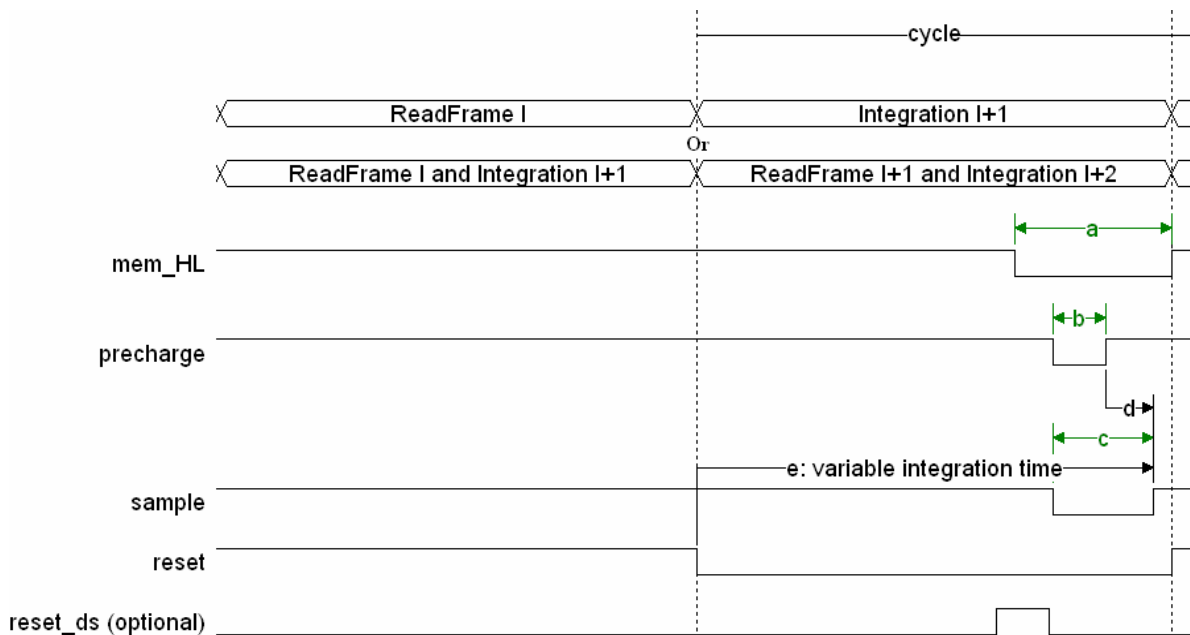 cycle
ReadFrame I
Integration I+1
Or
ReadFrame I and Integration I+1
ReadFrame I+1 and Integration I+2
a
mem_HL
b
precharge
d
c
e: variable integration time
sample
reset
reset_ds (optional)